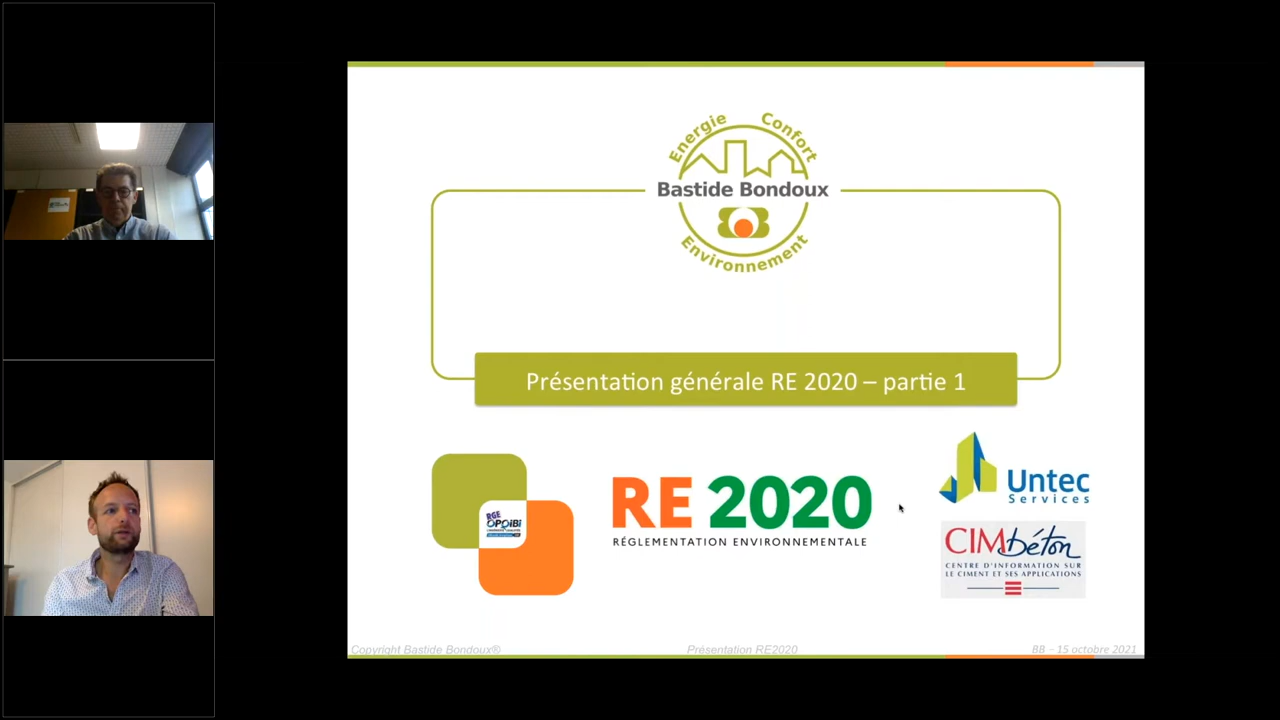 Energie Confort
Bastide Bondoux
Environnement
Présentation générale RE 2020 – partie 1
RGE
OPQiBi
RE 2020
RÉGLEMENTATION ENVIRONNEMENTALE
Untec
Services
CIMbéton
CENTRE D'INFORMATION SUR
LE CIMENT ET SES APPLICATIONS
Copyright Bastide Bondoux®
Présentation RE2020
BB - 15 octobre 2021